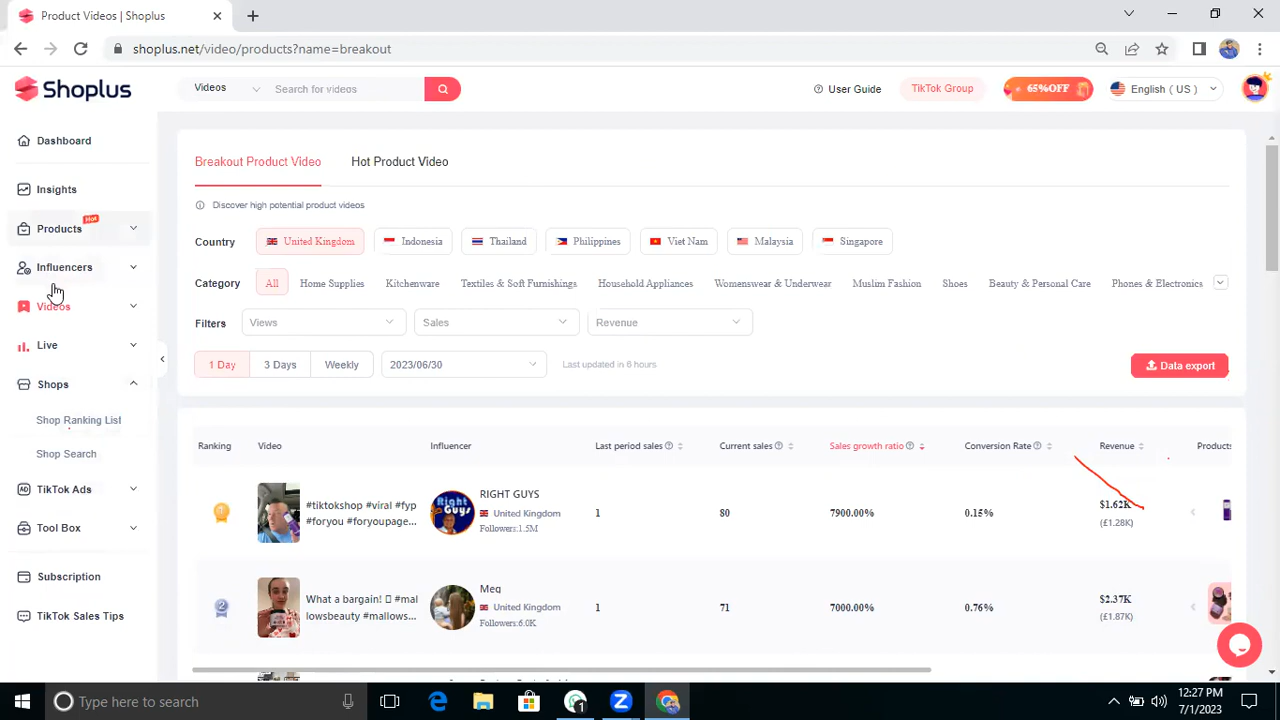 Product Videos | Shoplus
shoplus.net/video/products?name=breakout
Shoplus
Videos
Search for videos
User Guide
TikTok Group
65%OFF
English ( US )
Dashboard
Insights
Products
Hot
Influencers
Videos
Live
Shops
Shop Ranking List
Shop Search
TikTok Ads
Tool Box
Subscription
TikTok Sales Tips
Breakout Product Video Hot Product Video
Discover high potential product videos
Country United Kingdom Indonesia Thailand Philippines Viet Nam Malaysia Singapore
Category All Home Supplies Kitchenware Textiles & Soft Furnishings Household Appliances Womenswear & Underwear Muslim Fashion Shoes Beauty & Personal Care Phones & Electronics
Filters Views Sales Revenue
1 Day 3 Days Weekly 2023/06/30 Last updated in 6 hours Data export
Ranking Video Influencer Last period sales Current sales Sales growth ratio Conversion Rate Revenue Products
1 #tiktokshop #viral #fyp
#foryou #foryoupage...
Right Guys
RIGHT GUYS
United Kingdom
Followers:1.5M
1 80 7900.00% 0.15% $1.62K
(£1.28K)
2 What a bargain! #mal
lowsbeauty #mallows...
Meg
United Kingdom
Followers:6.0K
1 71 7000.00% 0.76% $2.37K
(£1.87K)
Type here to search
1
12:27 PM
7/1/2023